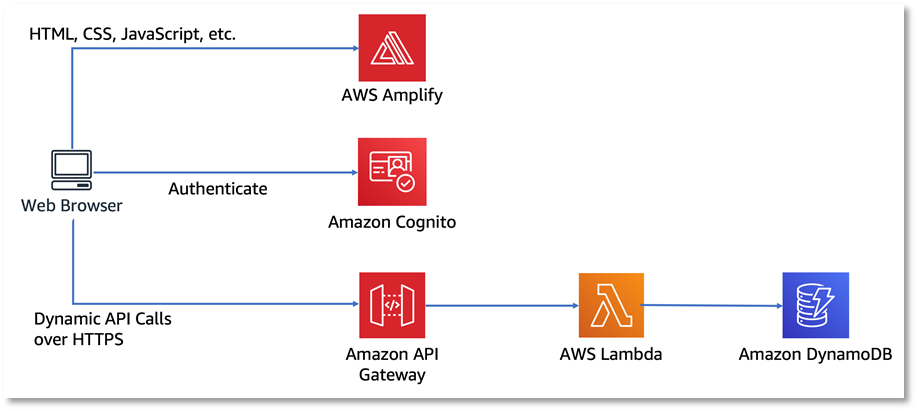 HTML, CSS, JavaScript, etc.
AWS Amplify
Web Browser
Authenticate
Amazon Cognito
Dynamic API Calls
over HTTPS
Amazon API
Gateway
AWS Lambda
Amazon DynamoDB